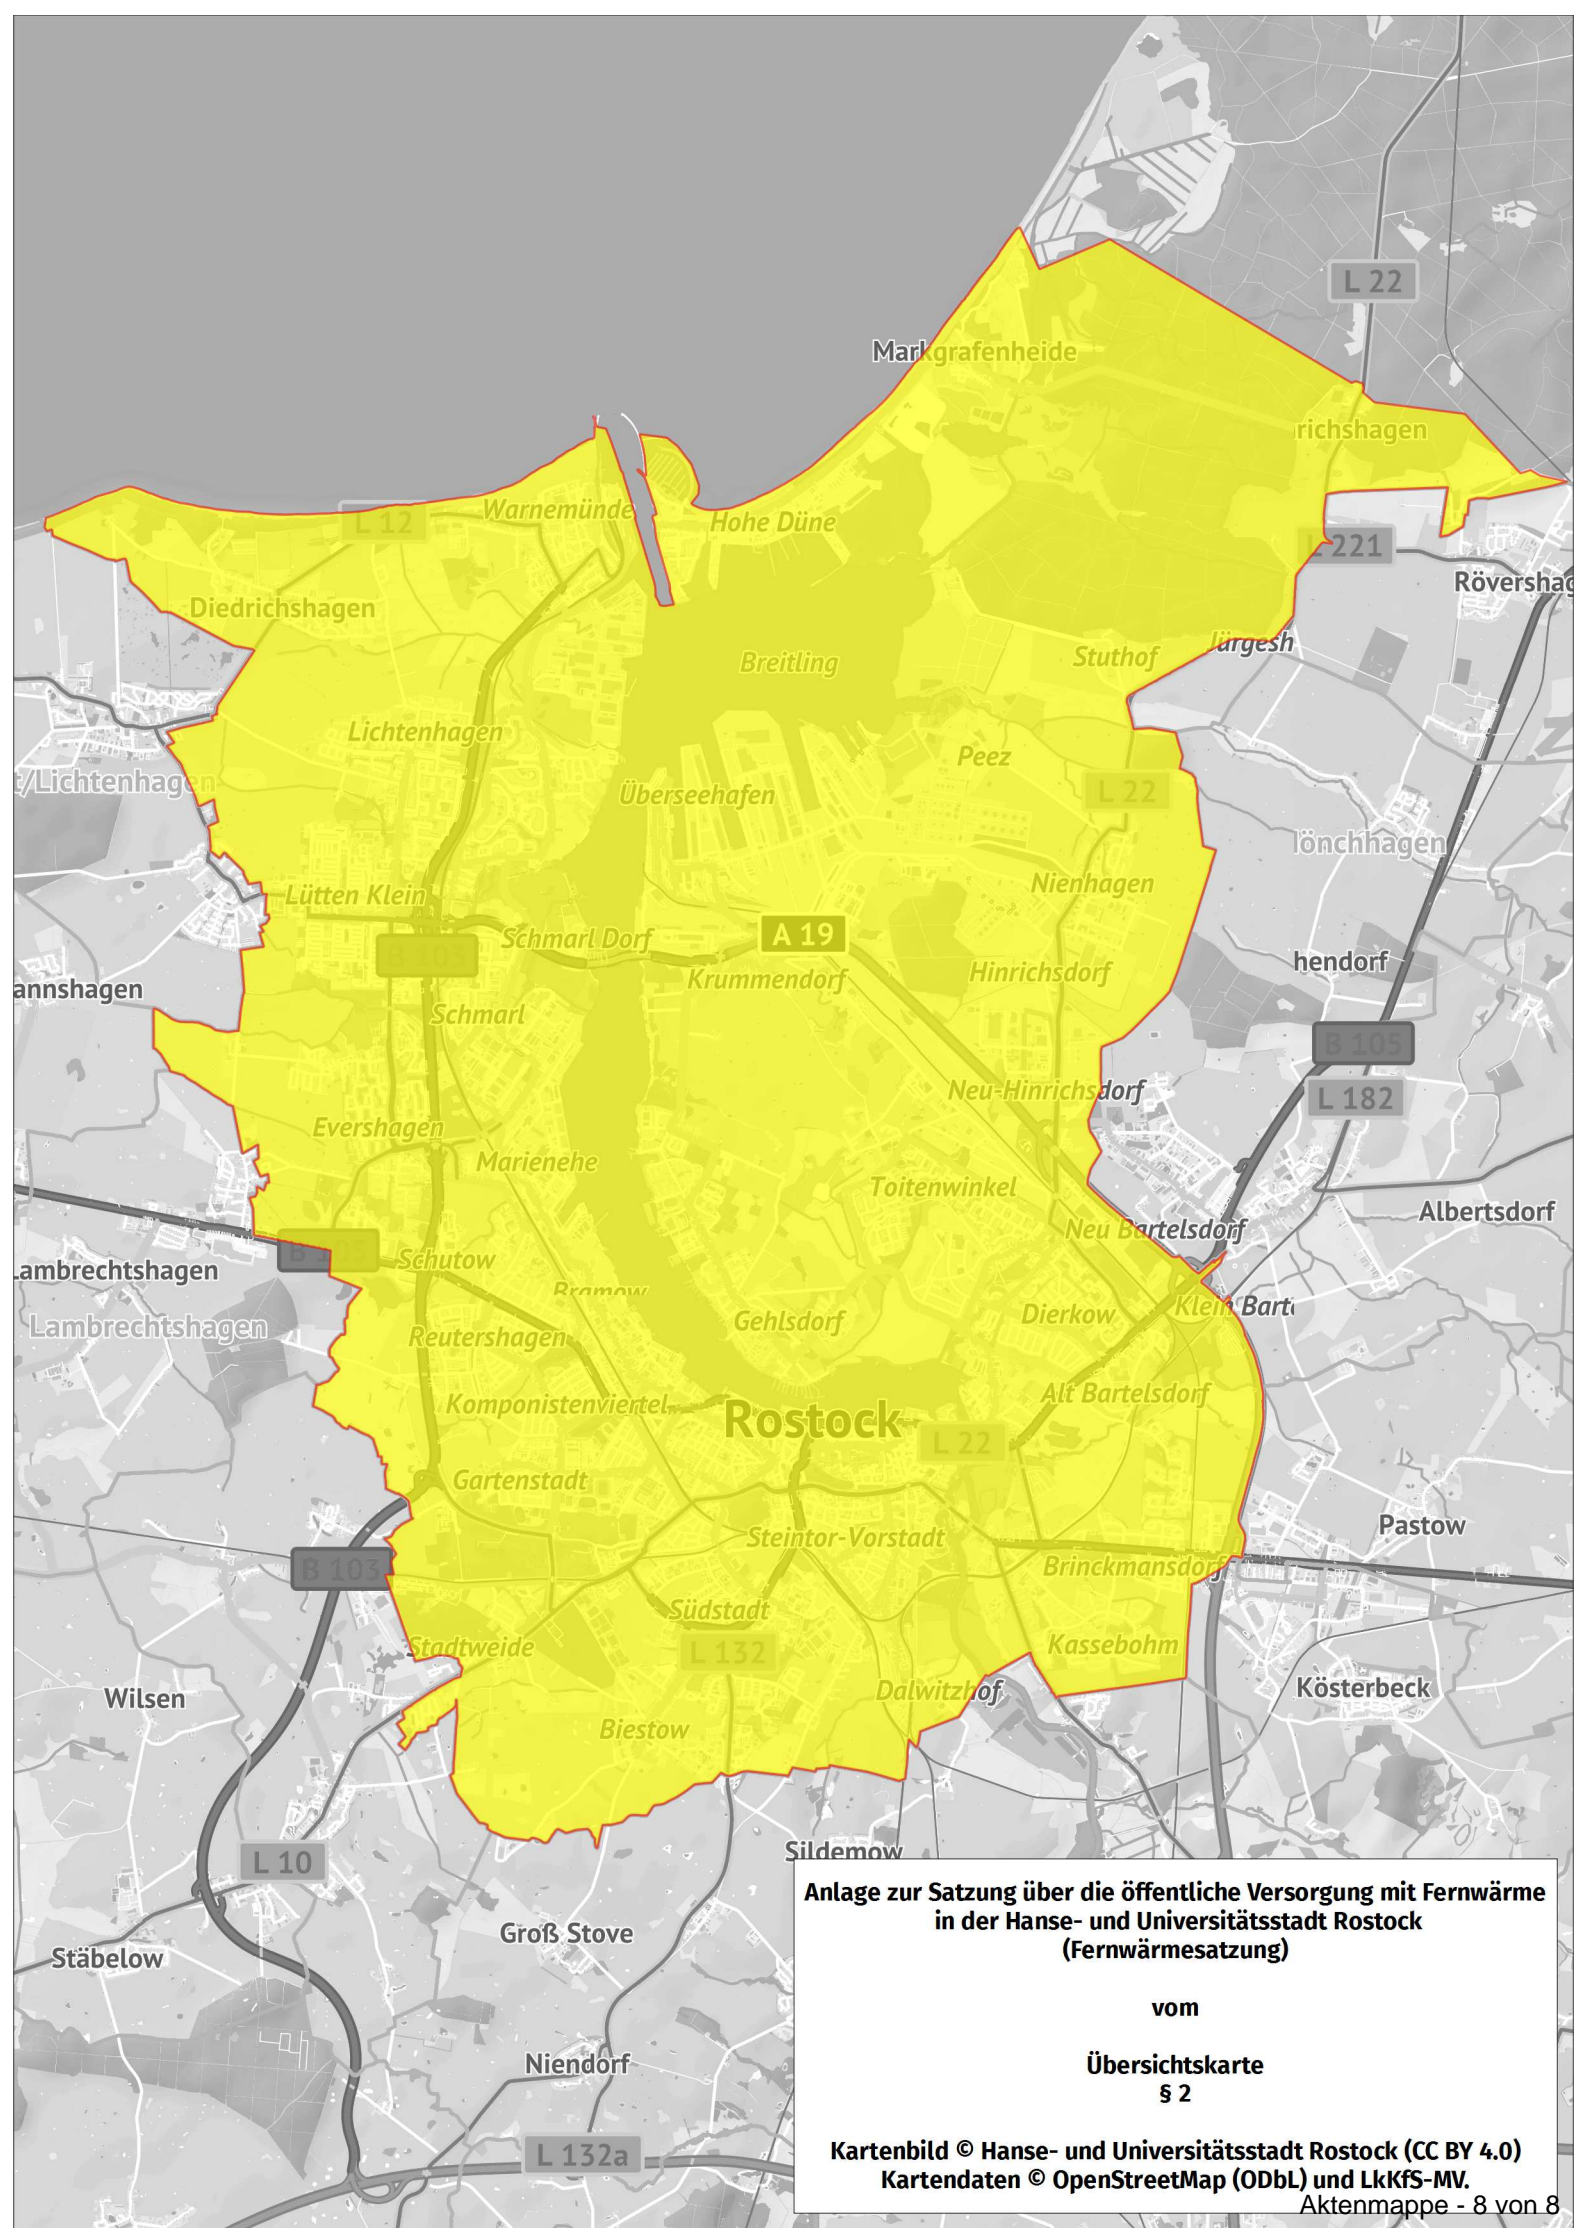 L 22
Markgrafenheide
richshagen
L 12
Warnemünde
Hohe Düne
L 221
Rövershag
Diedrichshagen
Jürgesh
Stuthof
Breitling
Lichtenhagen
Peez
t/Lichtenhagen
Überseehafen
L 22
lönchhagen
Nienhagen
Lütten Klein
A 19
Schmarl Dorf
B 103
hendorf
Hinrichsdorf
Krummendorf
annshagen
Schmarl
B 105
Neu-Hinrichsdorf
L 182
Evershagen
Marienehe
Toitenwinkel
Albertsdorf
Neu Bartelsdorf
B 105
Schutow
Lambrechtshagen
Bramow
Klein Bart
Dierkow
Gehlsdorf
Lambrechtshagen
Reutershagen
Alt Bartelsdorf
Komponistenviertel
Rostock
L 22
Gartenstadt
Pastow
Steintor-Vorstadt
B 103
Brinckmansdorf
Südstadt
Stadtweide
L 132
Kassebohm
Kösterbeck
Dalwitzhof
Wilsen
Biestow
Sildemow
L 10
Groß Stove
Stäbelow
Niendorf
L 132a
Anlage zur Satzung über die öffentliche Versorgung mit Fernwärme
in der Hanse- und Universitätsstadt Rostock
(Fernwärmesatzung)
vom
Übersichtskarte
§ 2
Kartenbild © Hanse- und Universitätsstadt Rostock (CC BY 4.0)
Kartendaten © OpenStreetMap (ODbL) und LkKfS-MV.
Aktenmappe - 8 von 8